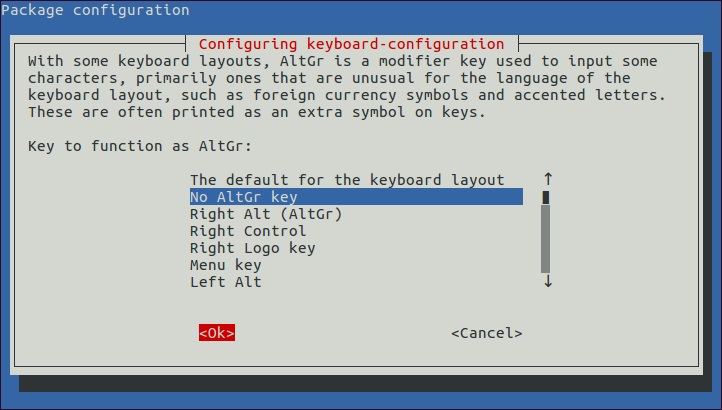 Package configuration
Configuring keyboard-configuration
With some keyboard layouts, AltGr is a modifier key used to input some
characters, primarily ones that are unusual for the language of the
keyboard layout, such as foreign currency symbols and accented letters.
These are often printed as an extra symbol on keys.
Key to function as AltGr:
The default for the keyboard layout ↑
No AltGr key
Right Alt (AltGr)
Right Control
Right Logo key
Menu key
Left Alt ↓
<Ok> <Cancel>